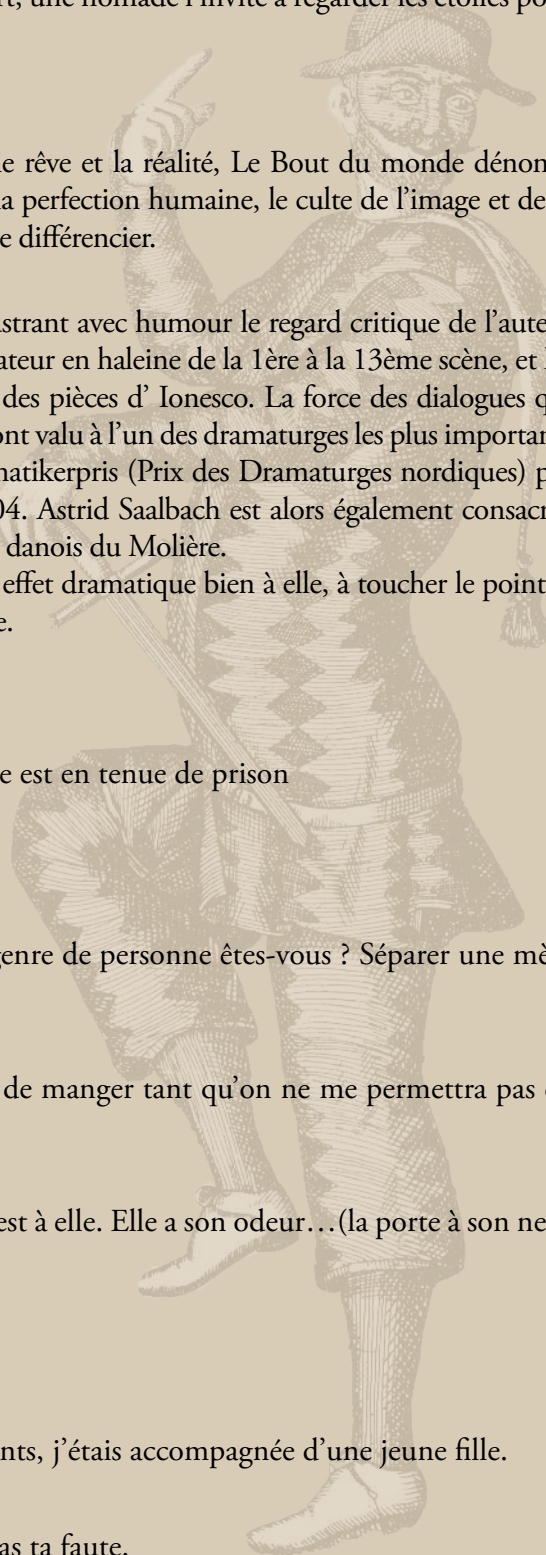 rt, une nomade l'invite à regarder les étoiles po
e rêve et la réalité, Le Bout du monde dénon
a perfection humaine, le culte de l'image et de
e différencier.
strant avec humour le regard critique de l'aute
ateur en haleine de la 1ère à la 13ème scène, et
des pièces d' Ionesco. La force des dialogues q
ont valu à l'un des dramaturges les plus importan
natikerpris (Prix des Dramaturges nordiques) p
04. Astrid Saalbach est alors également consacr
danois du Molière.
effet dramatique bien à elle, à toucher le point
e.
e est en tenue de prison
genre de personne êtes-vous ? Séparer une mè
de manger tant qu'on ne me permettra pas
est à elle. Elle a son odeur…(la porte à son ne
nts, j'étais accompagnée d'une jeune fille.
as ta faute.